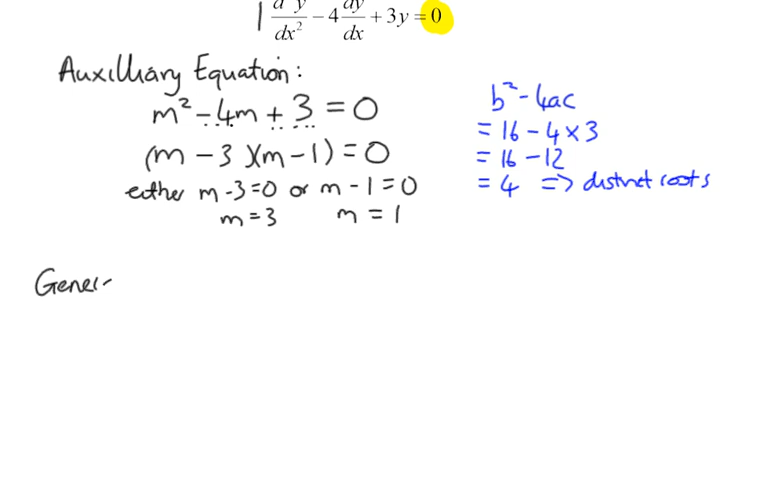 d²y/dx² − 4 dy/dx + 3y = 0
Auxilliary Equation:
m² − 4m + 3 = 0
(m − 3)(m − 1) = 0
either m − 3 = 0 or m − 1 = 0
m = 3 m = 1
b² − 4ac
= 16 − 4 × 3
= 16 − 12
= 4 => distinct roots
Gener